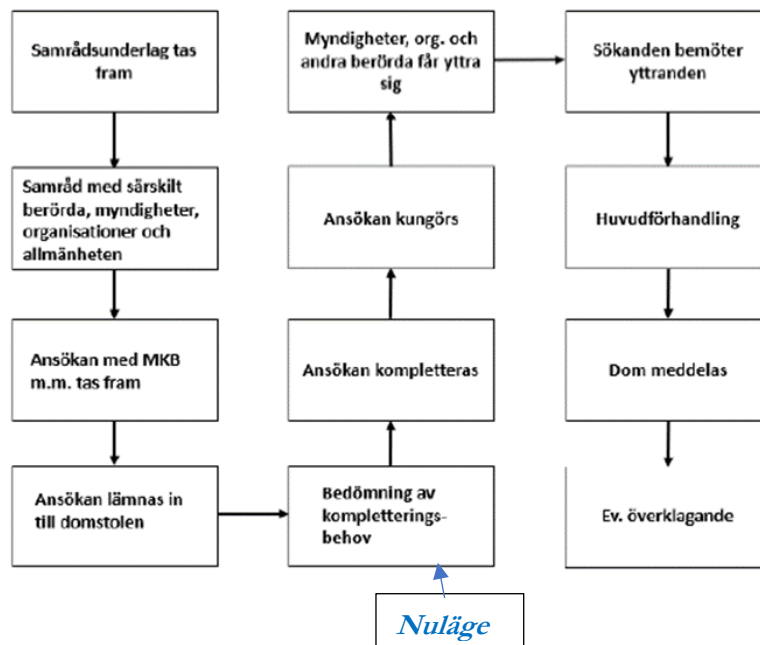 Samrådsunderlag tas
fram
Samråd med särskilt
berörda, myndigheter,
organisationer och
allmänheten
Ansökan med MKB
m.m. tas fram
Ansökan lämnas in
till domstolen
Bedömning av
kompletterings-
behov
Nuläge
Ansökan kompletteras
Ansökan kungörs
Myndigheter, org. och
andra berörda får yttra
sig
Sökanden bemöter
yttranden
Huvudförhandling
Dom meddelas
Ev. överklagande